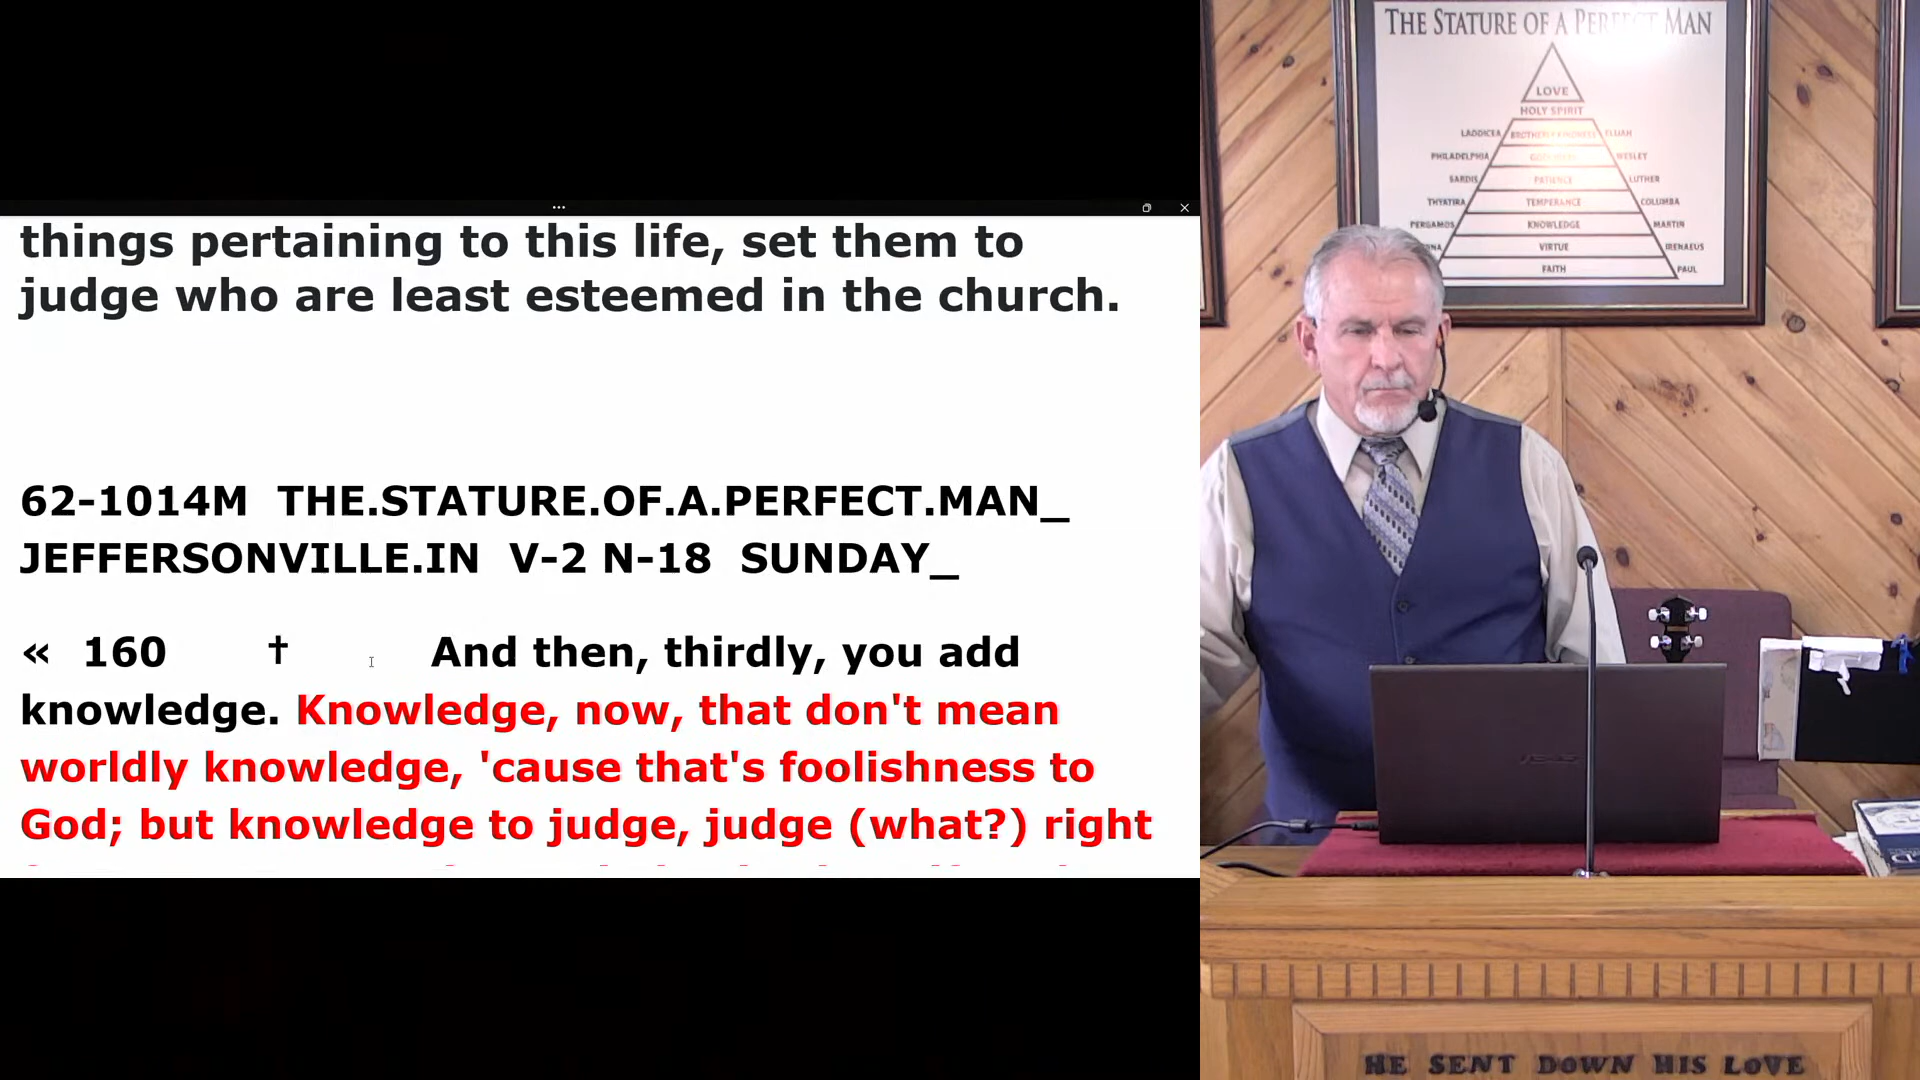 things pertaining to this life, set them to
judge who are least esteemed in the church.
62-1014M THE.STATURE.OF.A.PERFECT.MAN_
JEFFERSONVILLE.IN V-2 N-18 SUNDAY_
« 160 † And then, thirdly, you add
knowledge. Knowledge, now, that don't mean
worldly knowledge, 'cause that's foolishness to
God; but knowledge to judge, judge (what?) right
THE STATURE OF A PERFECT MAN
LOVE
HOLY SPIRIT
LAODICEA BROTHERLY KINDNESS ELIJAH
PHILADELPHIA WESLEY
SARDIS PATIENCE LUTHER
THYATIRA TEMPERANCE COLUMBA
PERGAMOS KNOWLEDGE MARTIN
VIRTUE IRENAEUS
FAITH PAUL
HE SENT DOWN HIS LOVE